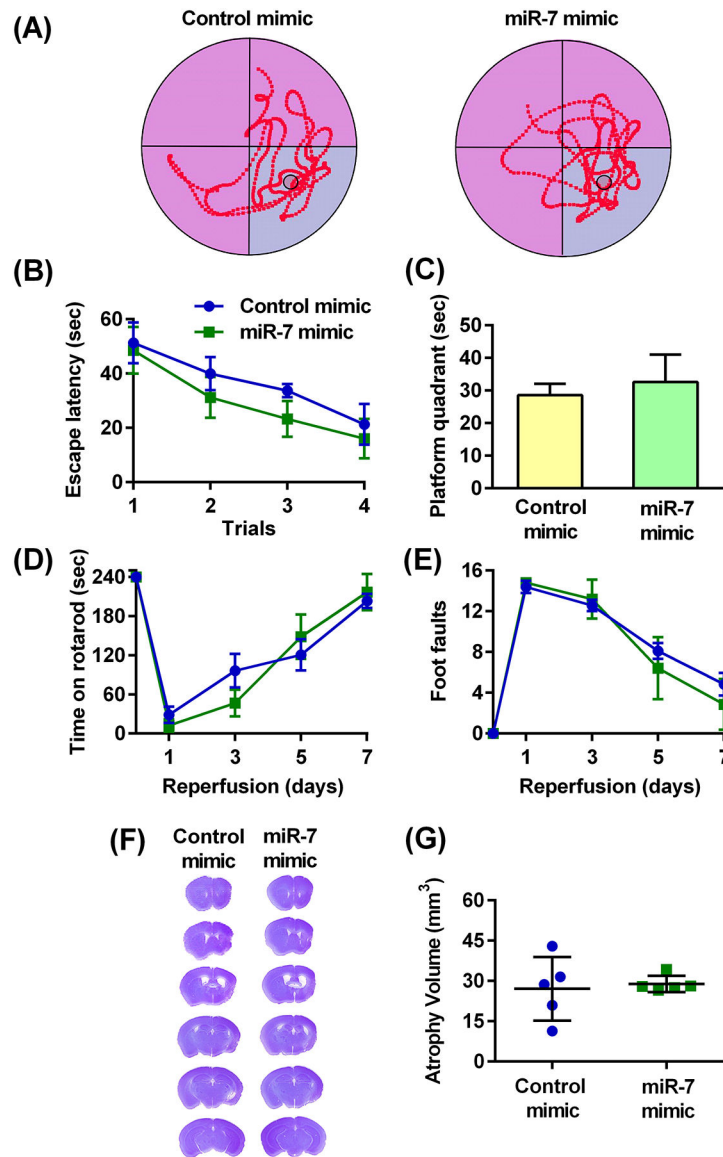 (A)
Control mimic
miR-7 mimic
(B)
Control mimic
miR-7 mimic
Escape latency (sec)
60
40
20
0
1 2 3 4
Trials
(C)
Platform quadrant (sec)
50
40
30
20
10
0
Control mimic
miR-7 mimic
(D)
Time on rotarod (sec)
240
180
120
60
0
1 3 5 7
Reperfusion (days)
(E)
Foot faults
16
12
8
4
0
1 3 5 7
Reperfusion (days)
(F)
Control mimic
miR-7 mimic
(G)
Atrophy Volume (mm³)
60
45
30
15
0
Control mimic
miR-7 mimic